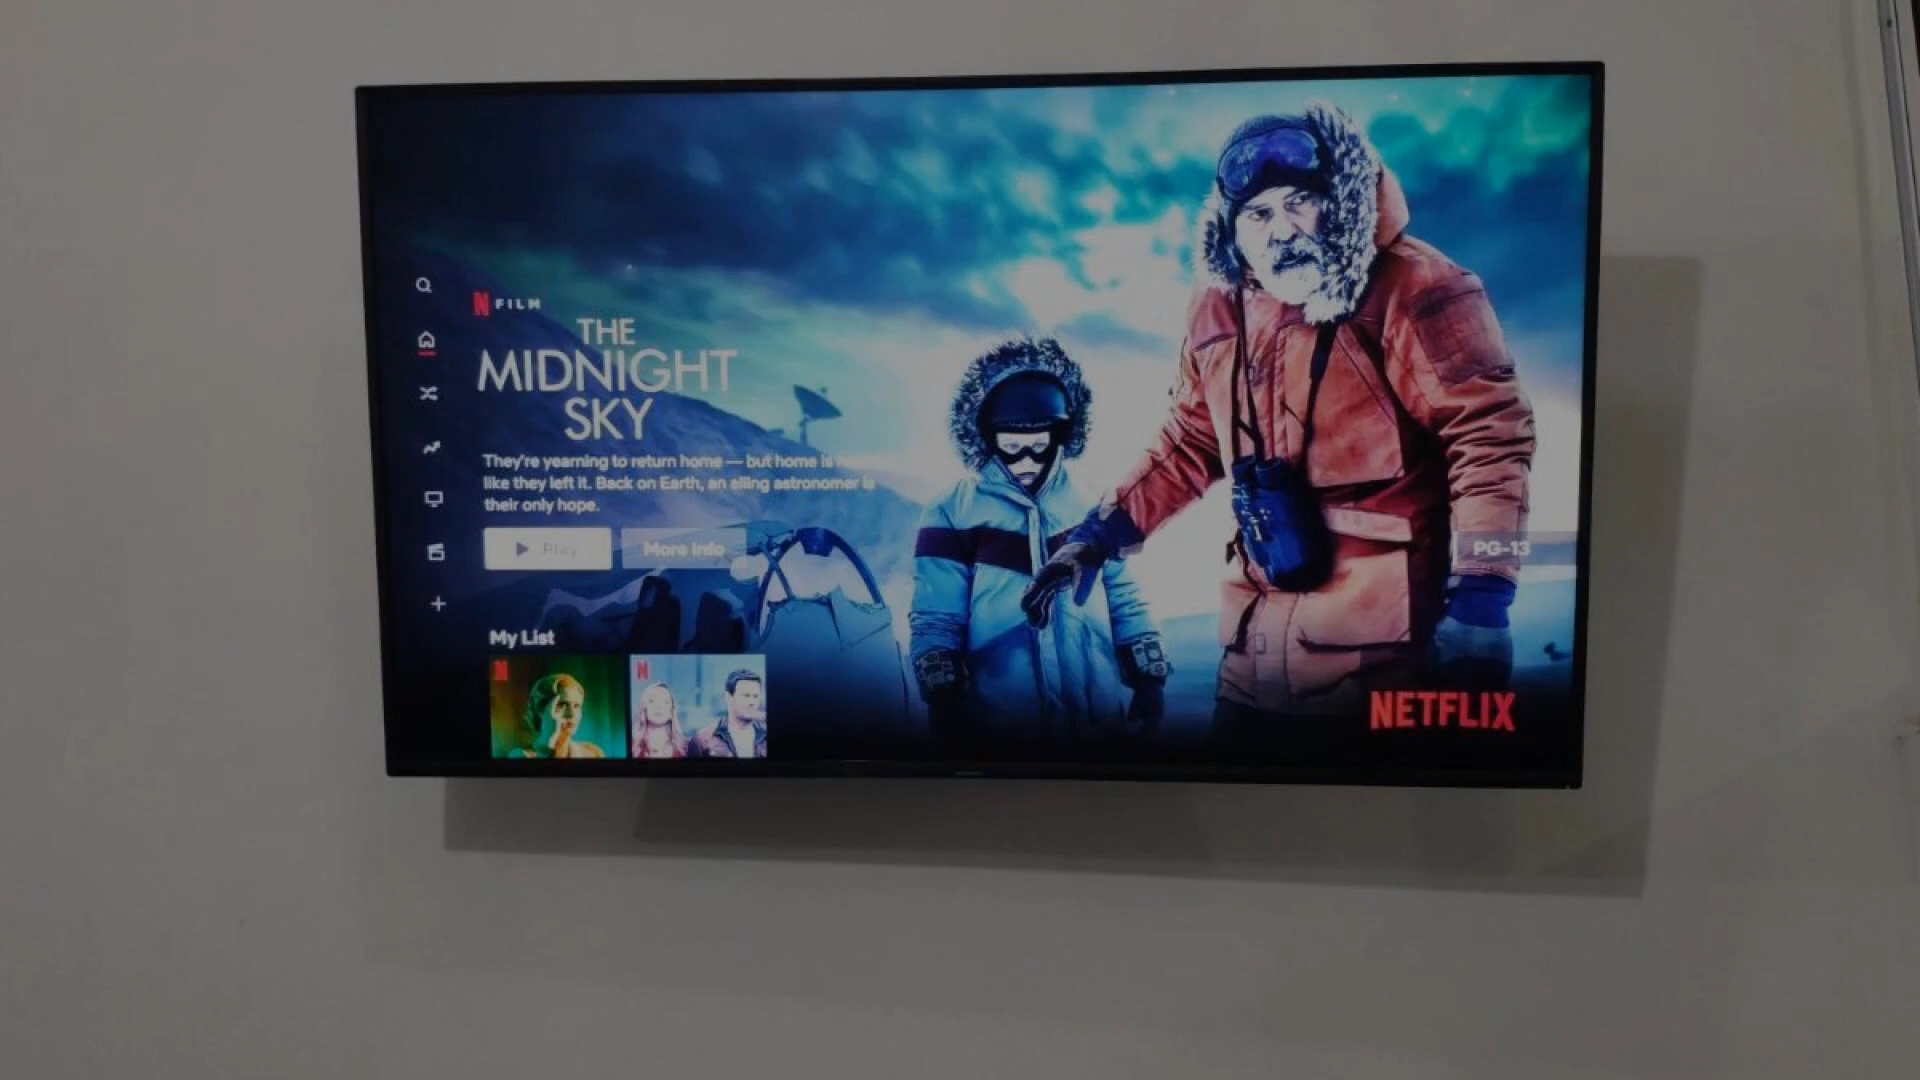 N FILM
THE
MIDNIGHT
SKY
They're yearning to return home — but home is
like they left it. Back on Earth, an ailing astronomer is
their only hope.
Play
More Info
PG-13
My List
N
N
NETFLIX